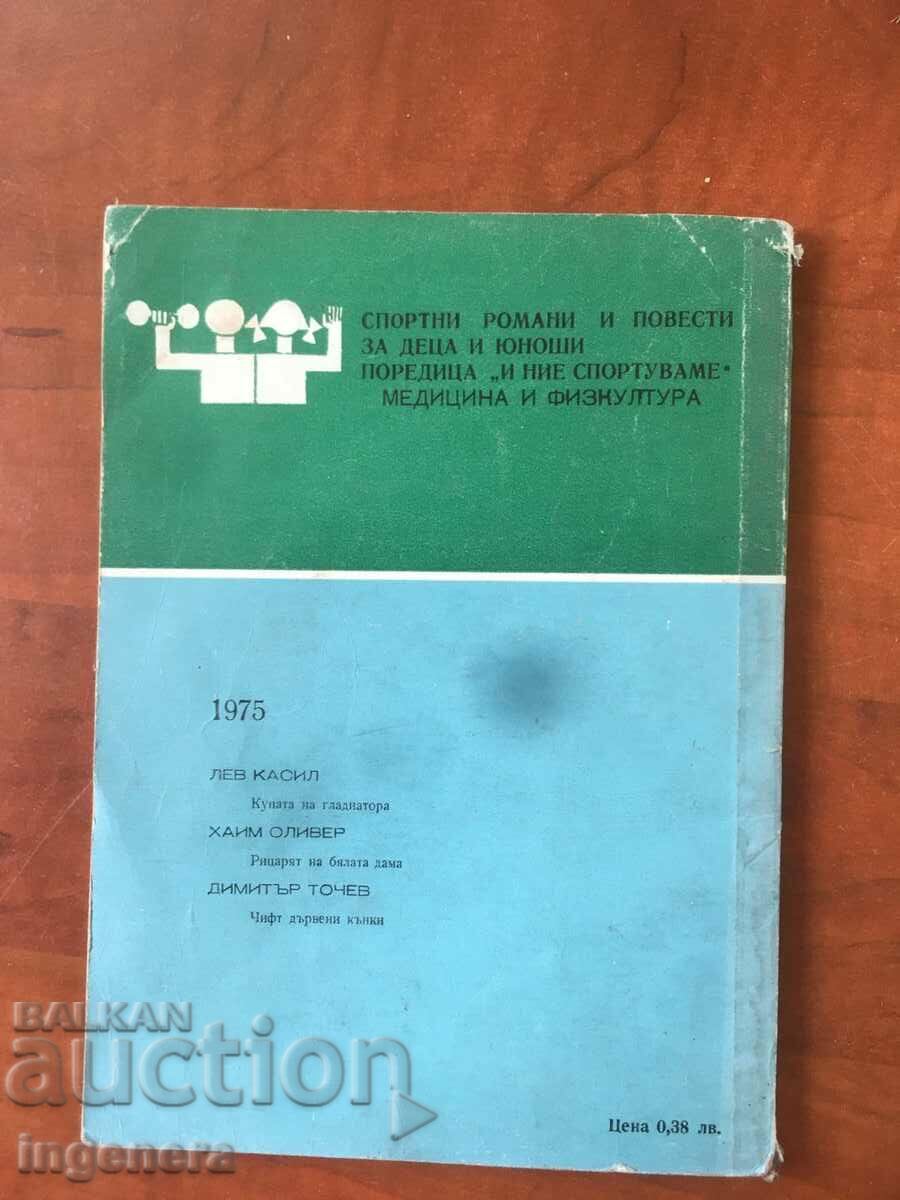 СПОРТНИ РОМАНИ И ПОВЕСТИ
ЗА ДЕЦА И ЮНОШИ
ПОРЕДИЦА „И НИЕ СПОРТУВАМЕ"
МЕДИЦИНА И ФИЗКУЛТУРА
1975
ЛЕВ КАСИЛ
Купата на гладиатора
ХАИМ ОЛИВЕР
Рицарят на бялата дама
ДИМИТЪР ТОЧЕВ
Чифт дървени кънки
Цена 0,38 лв.
BALKAN
auction
ingenera